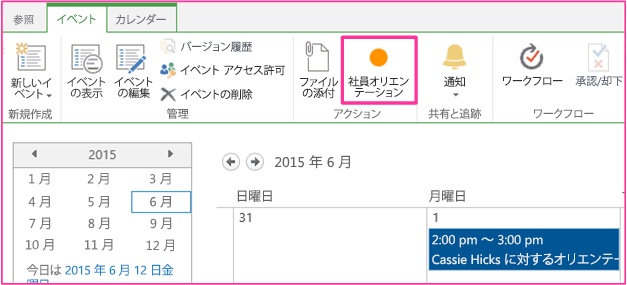 参照 イベント カレンダー
新しいイ
ベント
イベント
の表示
イベント
の編集
バージョン履歴
イベント アクセス許可
イベントの削除
ファイル
の添付
社員オリエン
テーション
通知
ワークフロー
承認/却下
新規作成 管理 アクション 共有と追跡 ワークフロー
2015
1 月 2 月 3 月
4 月 5 月 6 月
7 月 8 月 9 月
10 月 11 月 12 月
今日は 2015 年 6 月 12 日金
曜日
2015 年 6 月
日曜日 月曜日
31 1
2:00 pm ～ 3:00 pm
Cassie Hicks に対するオリエンテー